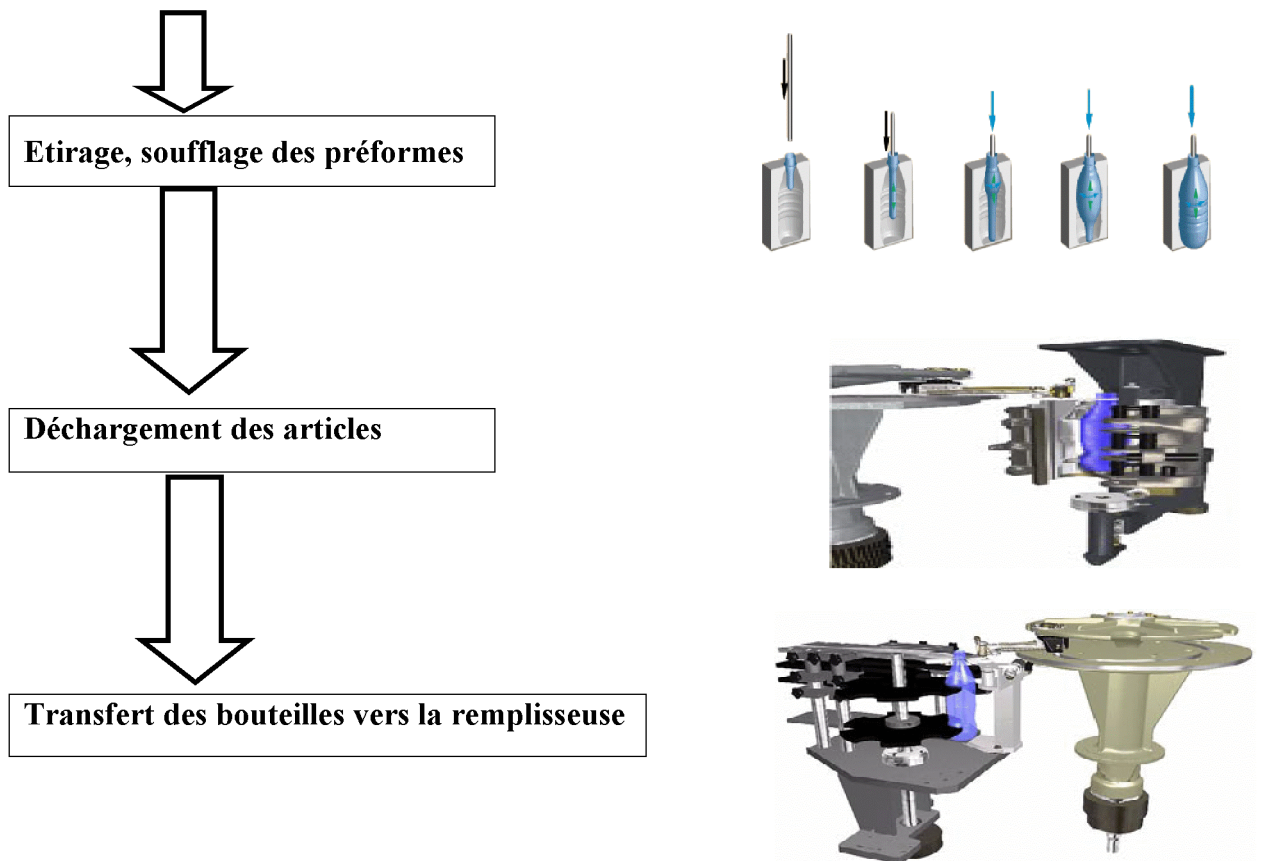 Etirage, soufflage des préformes
Déchargement des articles
Transfert des bouteilles vers la remplisseuse